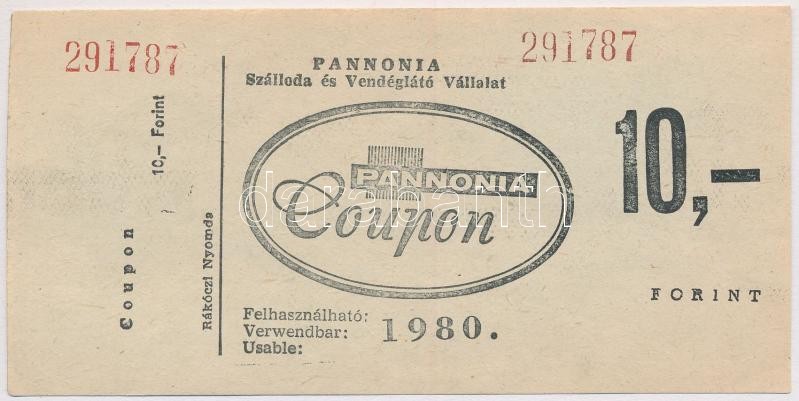 291787
10,— Forint
Coupon
Rákóczi Nyomda
291787
PANNONIA
Szálloda és Vendéglátó Vállalat
PANNONIA
Coupon
10,—
FORINT
Felhasználható:
Verwendbar:
Usable:
1980.